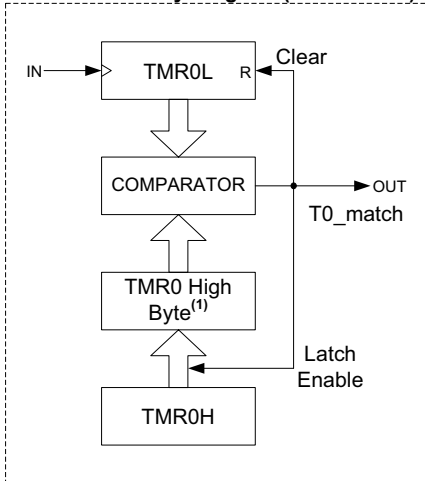 Clear
IN
TMR0L
R
COMPARATOR
OUT
T0_match
TMR0 High
Byte(1)
Latch
Enable
TMR0H